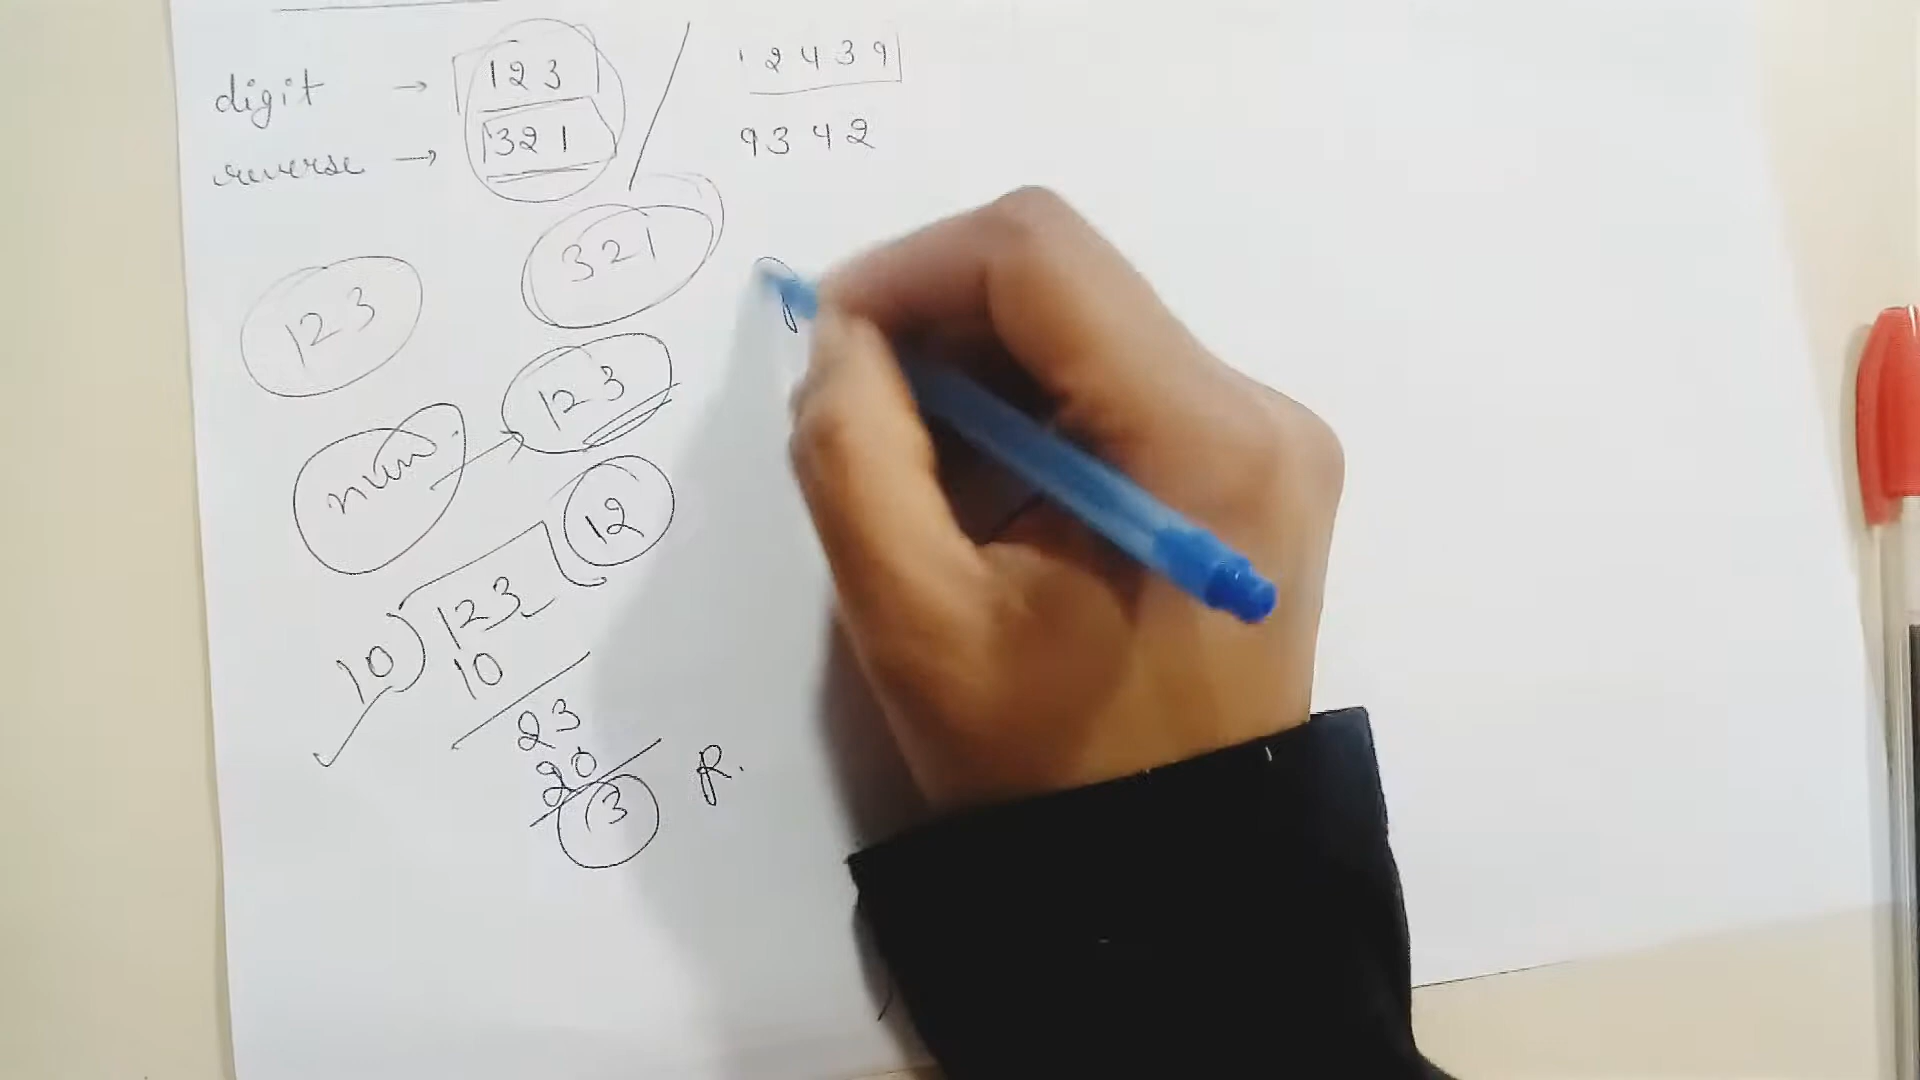 digit → 123
reverse → 321
12439
9342
321
123
num. → 123
12
10) 123
10
23
20
3 R.